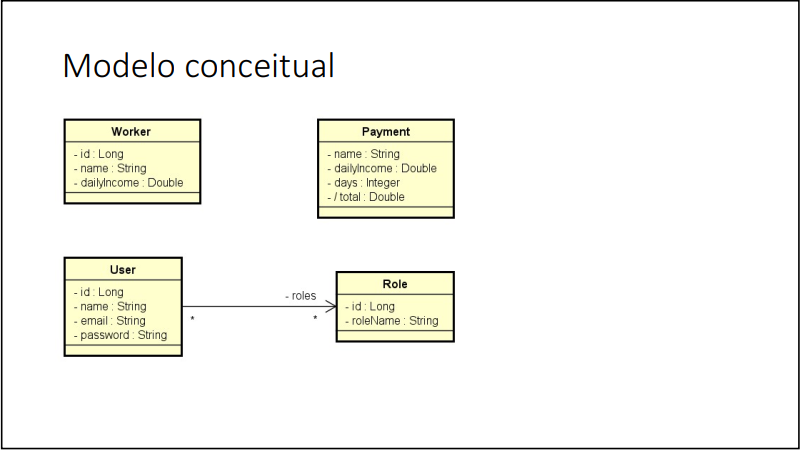 Modelo conceitual
Worker
- id : Long
- name : String
- dailyIncome : Double
Payment
- name : String
- dailyIncome : Double
- days : Integer
- / total : Double
User
- id : Long
- name : String
- email : String
- password : String
- roles
*
*
Role
- id : Long
- roleName : String